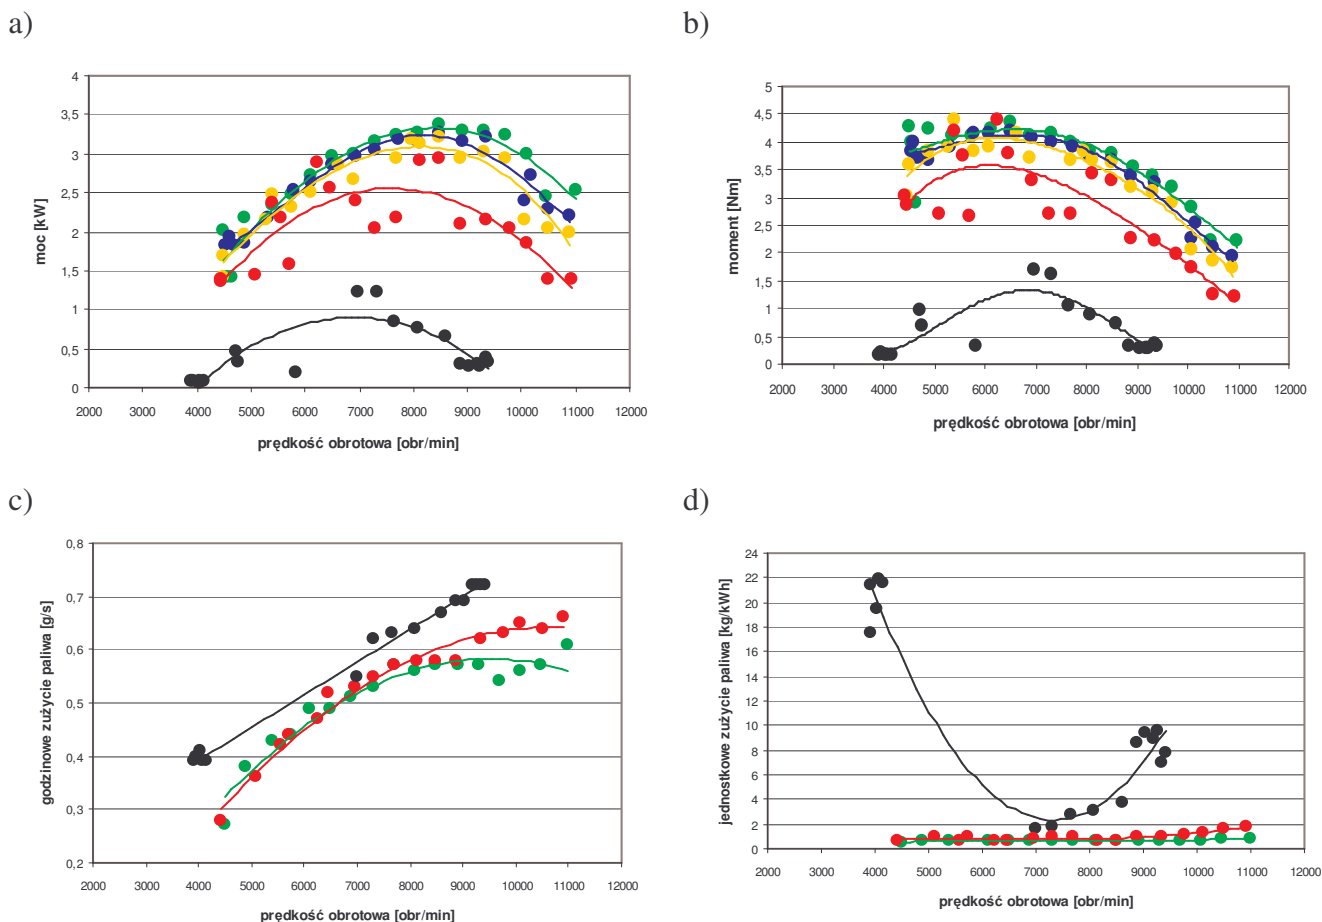 a)
b)
4
3,5
3
2,5
2
1,5
1
0,5
0
moc [kW]
2000 3000 4000 5000 6000 7000 8000 9000 10000 11000 12000
prędkość obrotowa [obr/min]
5
4,5
4
3,5
3
2,5
2
1,5
1
0,5
0
moment [Nm]
2000 3000 4000 5000 6000 7000 8000 9000 10000 11000 12000
prędkość obrotowa [obr/min]
c)
d)
0,8
0,7
0,6
0,5
0,4
0,3
0,2
godzinowe zużycie paliwa [g/s]
2000 3000 4000 5000 6000 7000 8000 9000 10000 11000 12000
prędkość obrotowa [obr/min]
24
22
20
18
16
14
12
10
8
6
4
2
0
jednostkowe zużycie paliwa [kg/kWh]
2000 3000 4000 5000 6000 7000 8000 9000 10000 11000 12000
prędkość obrotowa [obr/min]